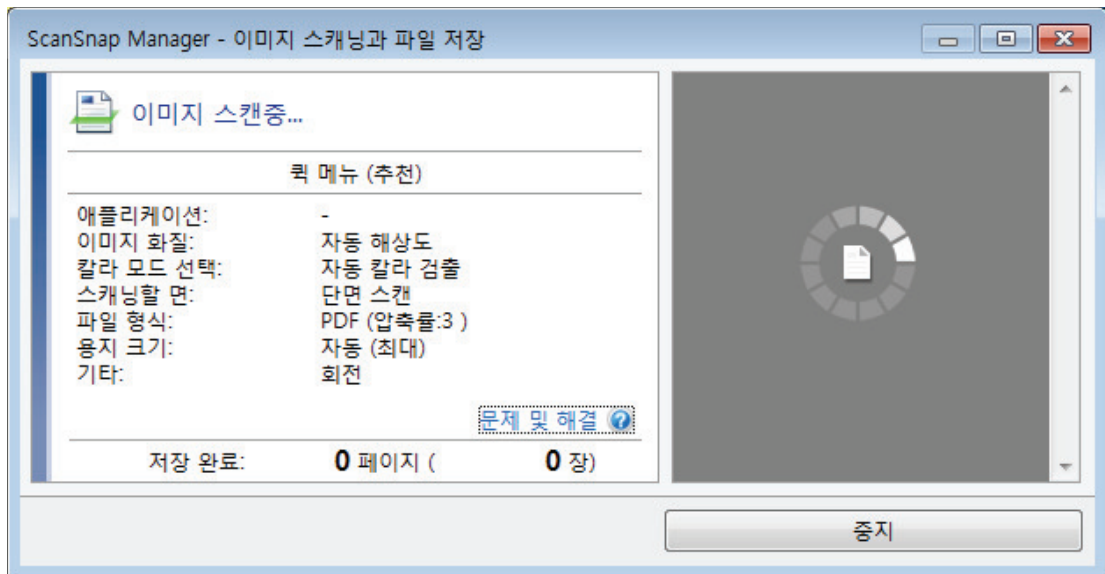 ScanSnap Manager - 이미지 스캐닝과 파일 저장
이미지 스캔중...
퀵 메뉴 (추천)
애플리케이션: -
이미지 화질: 자동 해상도
칼라 모드 선택: 자동 칼라 검출
스캐닝할 면: 단면 스캔
파일 형식: PDF (압축률:3 )
용지 크기: 자동 (최대)
기타: 회전
문제 및 해결 ?
저장 완료: 0 페이지 ( 0 장)
중지